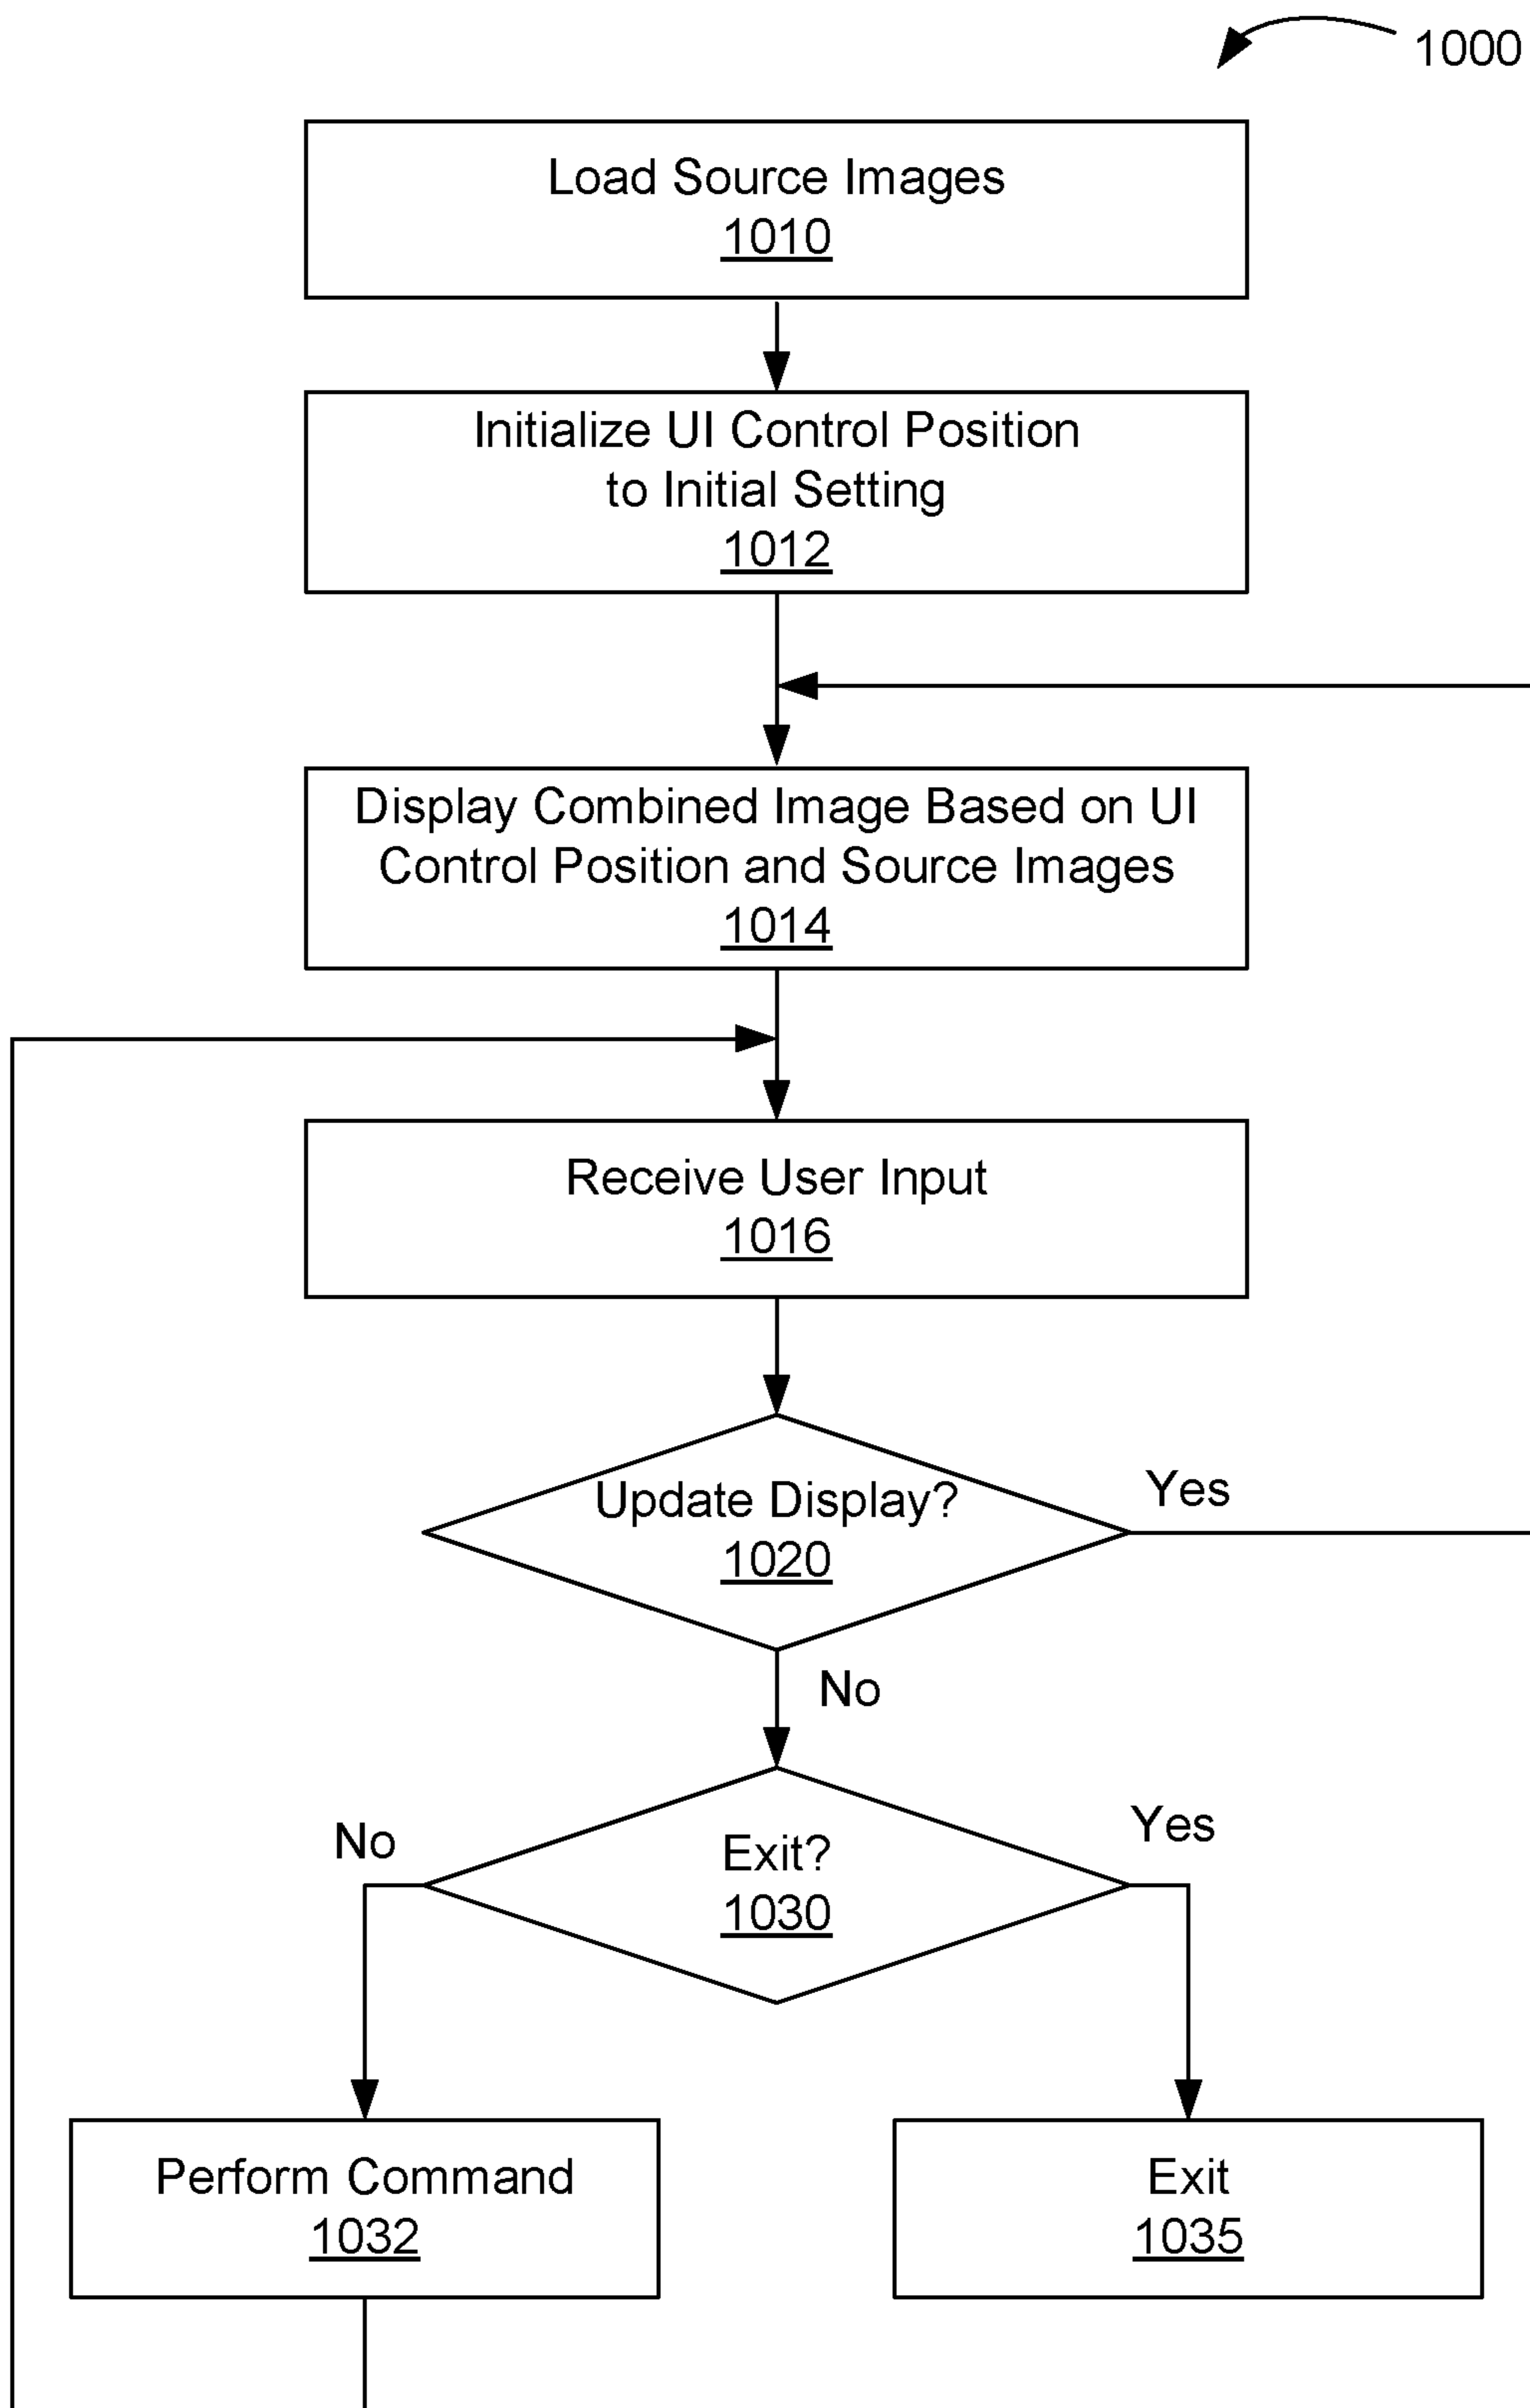 1000
Load Source Images
1010
Initialize UI Control Position
to Initial Setting
1012
Display Combined Image Based on UI
Control Position and Source Images
1014
Receive User Input
1016
Update Display?
1020
Yes
No
Exit?
1030
No
Yes
Perform Command
1032
Exit
1035